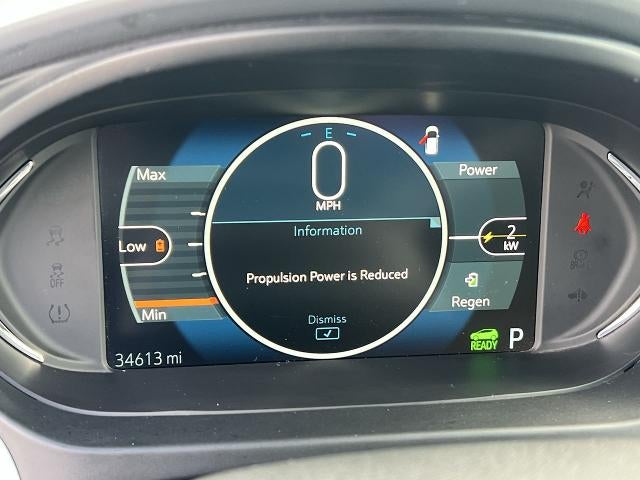 E
0
MPH
Max
Power
Information
Low
2
kW
Propulsion Power is Reduced
OFF
Regen
Min
Dismiss
34613 mi
READY
P